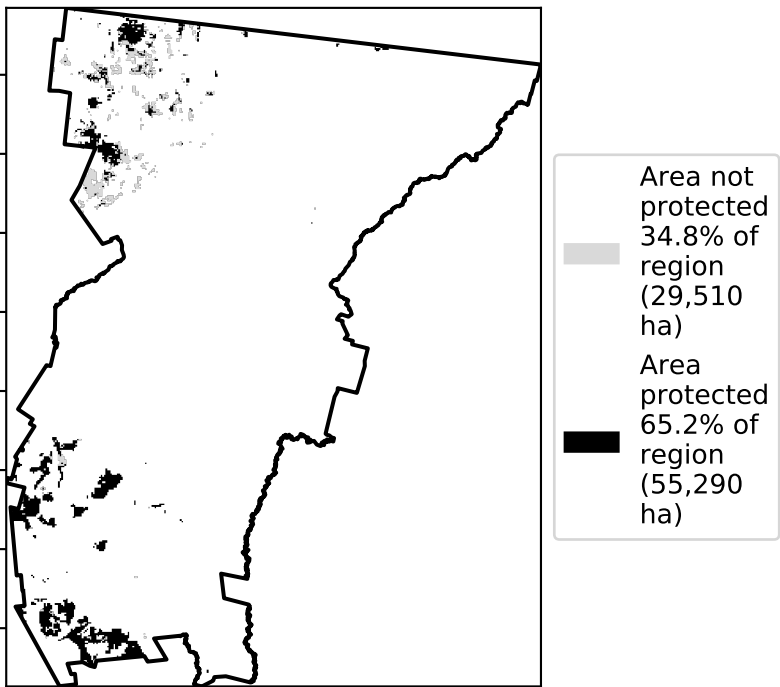 Area not
protected
34.8% of
region
(29,510
ha)
Area
protected
65.2% of
region
(55,290
ha)